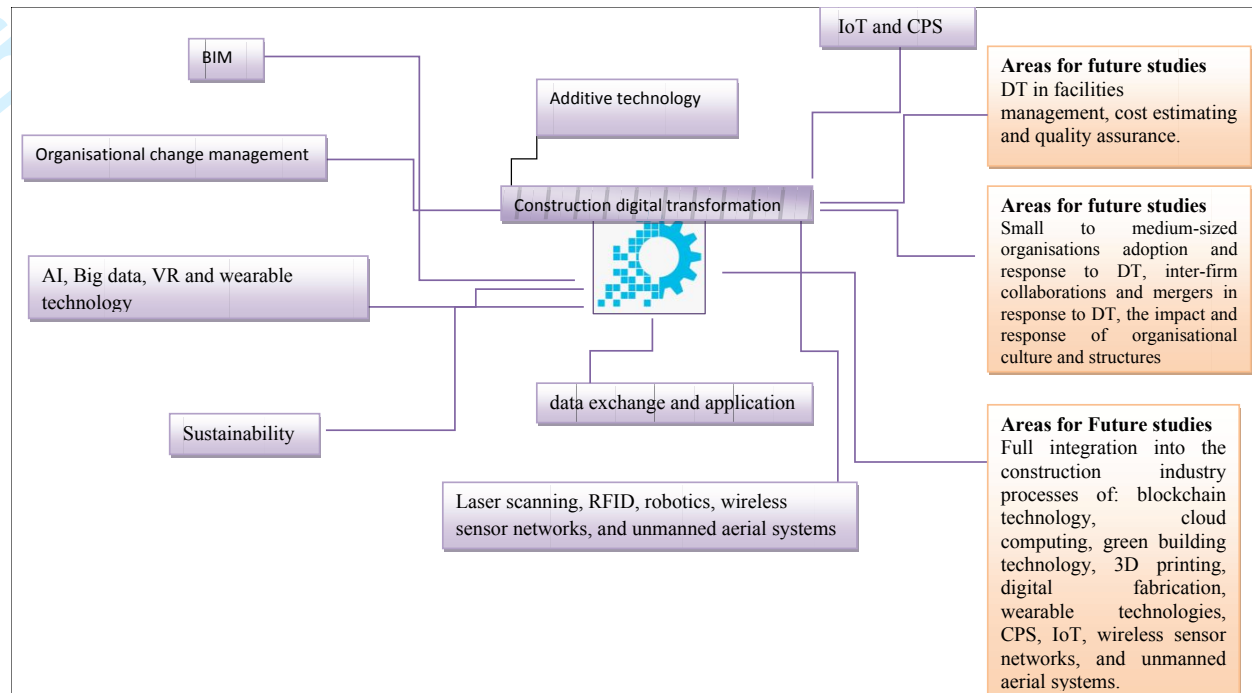 IoT and CPS
BIM
Additive technology
Organisational change management
Construction digital transformation
AI, Big data, VR and wearable
technology
data exchange and application
Sustainability
Laser scanning, RFID, robotics, wireless
sensor networks, and unmanned aerial systems
Areas for future studies
DT in facilities
management, cost estimating
and quality assurance.
Areas for future studies
Small to medium-sized
organisations adoption and
response to DT, inter-firm
collaborations and mergers in
response to DT, the impact and
response of organisational
culture and structures
Areas for Future studies
Full integration into the
construction industry
processes of: blockchain
technology, cloud
computing, green building
technology, 3D printing,
digital fabrication,
wearable technologies,
CPS, IoT, wireless sensor
networks, and unmanned
aerial systems.